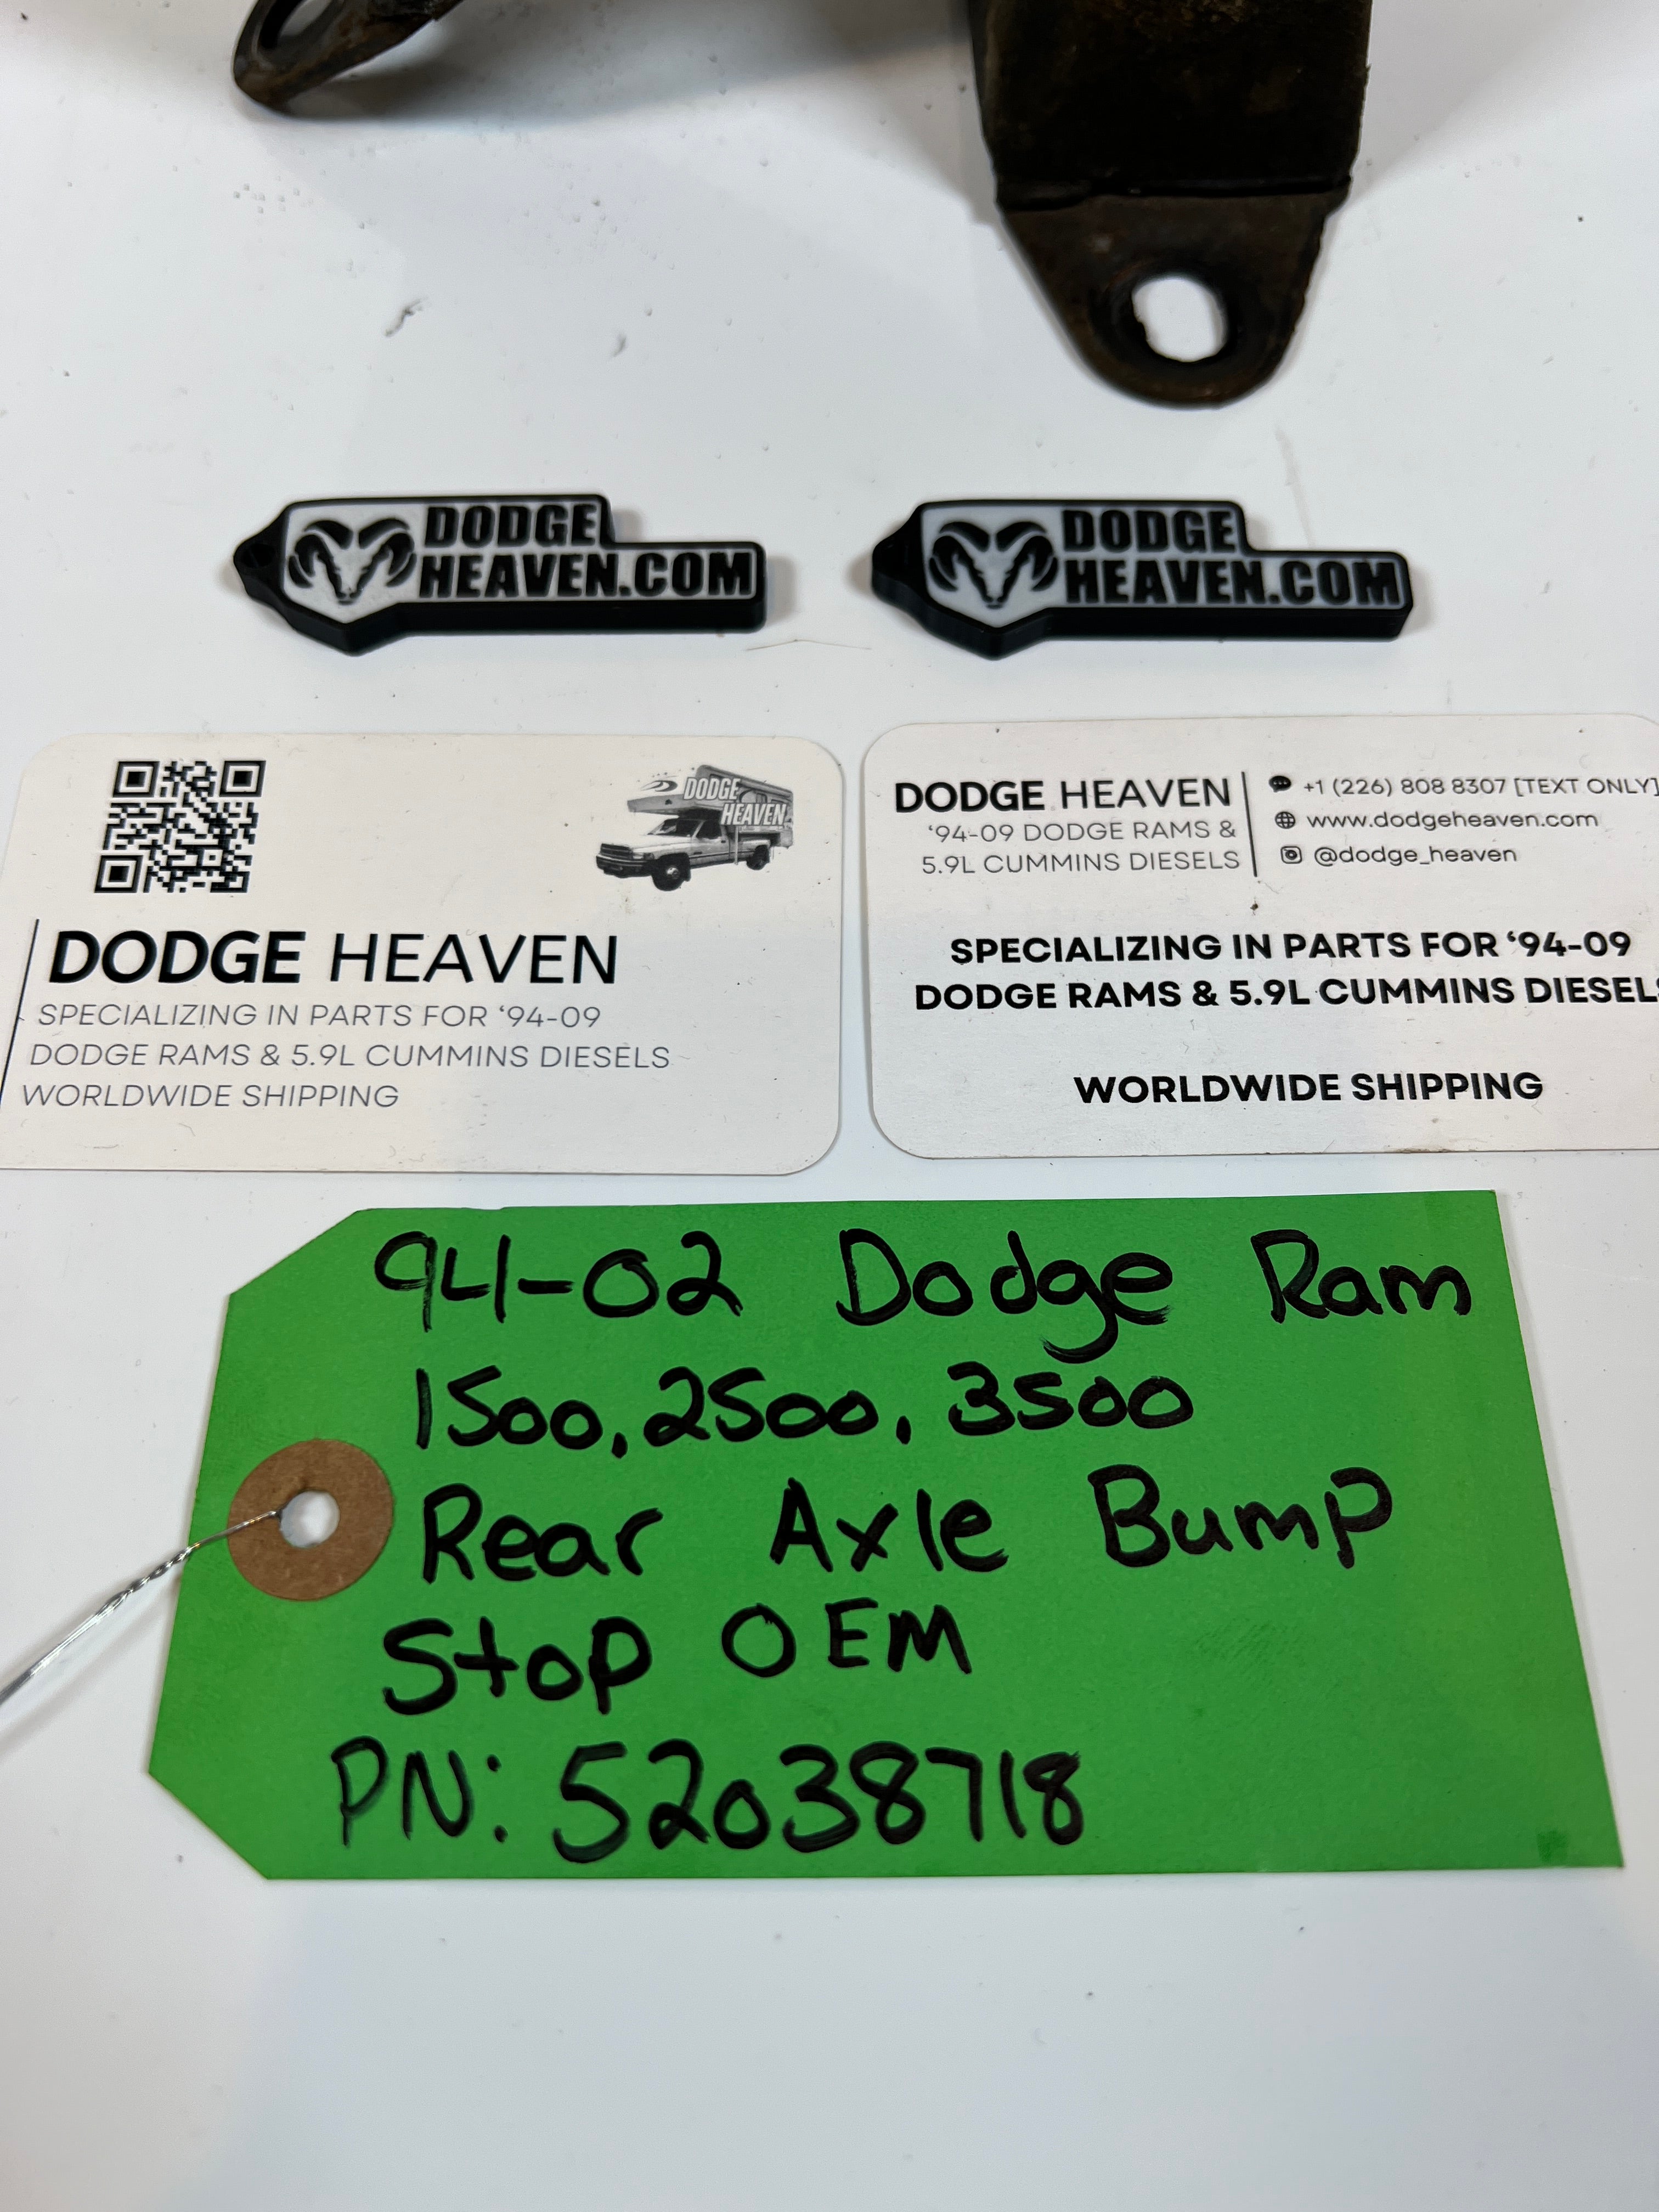 DODGE
HEAVEN.COM
DODGE
HEAVEN.COM
DODGE
HEAVEN
DODGE HEAVEN
SPECIALIZING IN PARTS FOR ‘94-09
DODGE RAMS & 5.9L CUMMINS DIESELS
WORLDWIDE SHIPPING
DODGE HEAVEN
‘94-09 DODGE RAMS &
5.9L CUMMINS DIESELS
+1 (226) 808 8307 [TEXT ONLY]
www.dodgeheaven.com
@dodge_heaven
SPECIALIZING IN PARTS FOR ‘94-09
DODGE RAMS & 5.9L CUMMINS DIESELS
WORLDWIDE SHIPPING
94-02 Dodge Ram
1500, 2500, 3500
Rear Axle Bump
Stop OEM
PN: 52038718